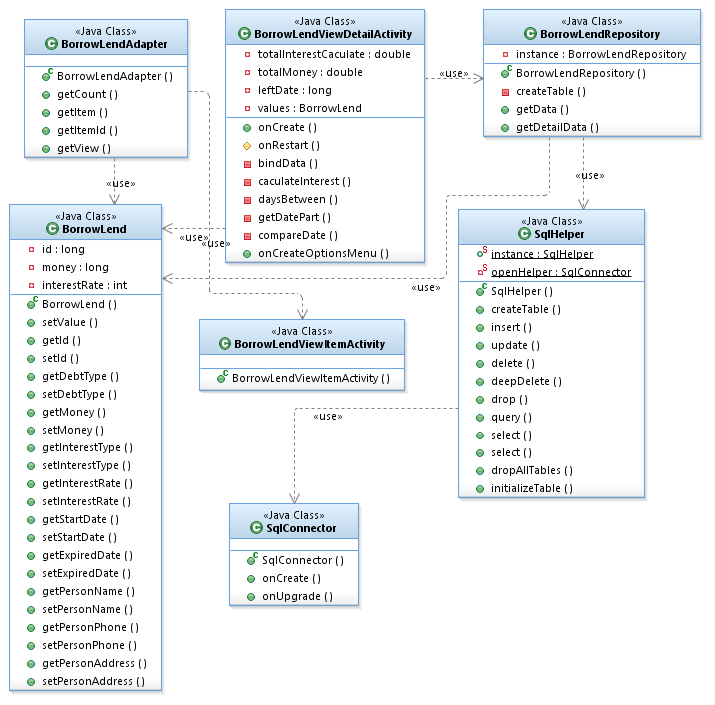 «Java Class»
BorrowLendAdapter
BorrowLendAdapter ( )
getCount ( )
getItem ( )
getItemId ( )
getView ( )
«Java Class»
BorrowLendViewDetailActivity
totalInterestCaculate : double
totalMoney : double
leftDate : long
values : BorrowLend
onCreate ( )
onRestart ( )
bindData ( )
caculateInterest ( )
daysBetween ( )
getDatePart ( )
compareDate ( )
onCreateOptionsMenu ( )
«Java Class»
BorrowLendRepository
instance : BorrowLendRepository
BorrowLendRepository ( )
createTable ( )
getData ( )
getDetailData ( )
«use»
«use»
«use»
«use»
«use»
«use»
«use»
«Java Class»
BorrowLend
id : long
money : long
interestRate : int
BorrowLend ( )
setValue ( )
getId ( )
setId ( )
getDebtType ( )
setDebtType ( )
getMoney ( )
setMoney ( )
getInterestType ( )
setInterestType ( )
getInterestRate ( )
setInterestRate ( )
getStartDate ( )
setStartDate ( )
getExpiredDate ( )
setExpiredDate ( )
getPersonName ( )
setPersonName ( )
getPersonPhone ( )
setPersonPhone ( )
getPersonAddress ( )
setPersonAddress ( )
«Java Class»
BorrowLendViewItemActivity
BorrowLendViewItemActivity ( )
«Java Class»
SqlHelper
instance : SqlHelper
openHelper : SqlConnector
SqlHelper ( )
createTable ( )
insert ( )
update ( )
delete ( )
deepDelete ( )
drop ( )
query ( )
select ( )
select ( )
dropAllTables ( )
initializeTable ( )
«Java Class»
SqlConnector
SqlConnector ( )
onCreate ( )
onUpgrade ( )